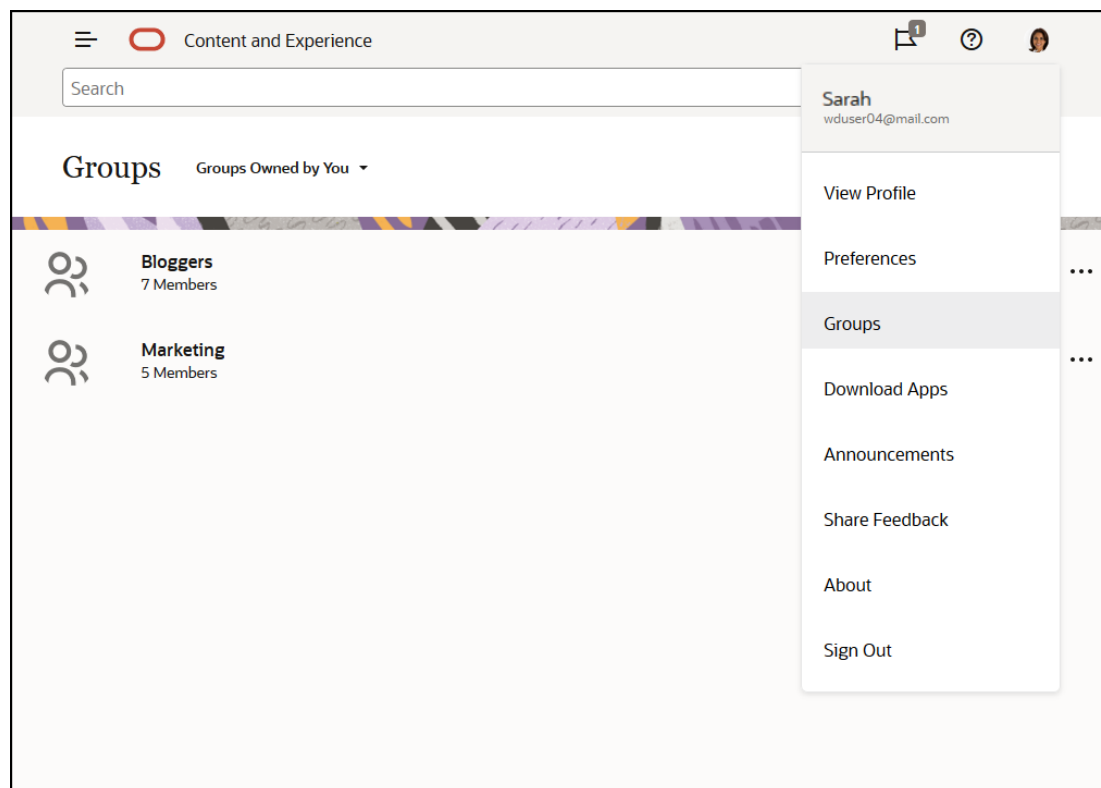 Content and Experience
1
Search
Sarah
wduser04@mail.com
Groups
Groups Owned by You
View Profile
Bloggers
7 Members
Preferences
Groups
Marketing
5 Members
Download Apps
Announcements
Share Feedback
About
Sign Out